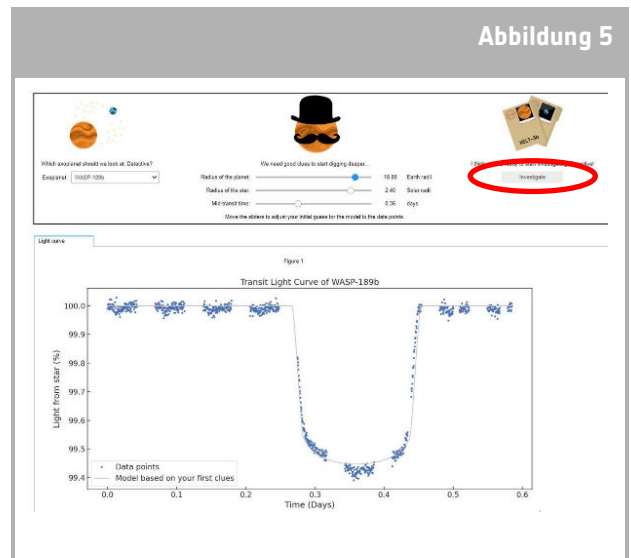 Abbildung 5
KELT-3b
Which exoplanet should we look at, Detective?
We need good clues to start digging deeper...
Exoplanet WASP-189b
Radius of the planet: 18.88 Earth radii
Radius of the star: 2.40 Solar radii
Mid-transit time: 0.36 days
Investigate
Move the sliders to adjust your initial guess for the model to the data points.
Light curve
Figure 1
Transit Light Curve of WASP-189b
Light from star (%)
100.0
99.9
99.8
99.7
99.6
99.5
99.4
Data points
Model based on your first clues
0.0 0.1 0.2 0.3 0.4 0.5 0.6
Time (Days)